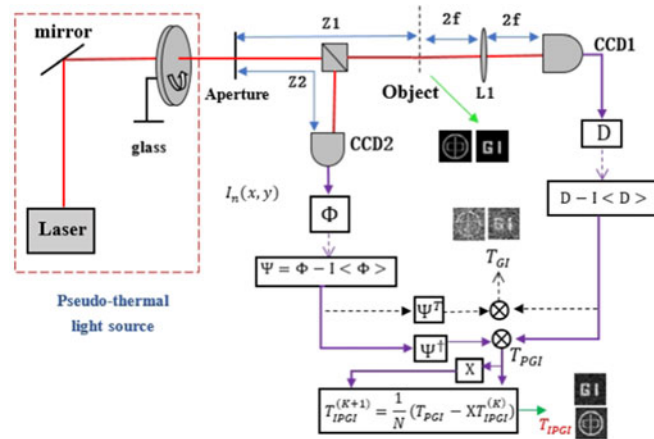 mirror
glass
Laser
Pseudo-thermal
light source
Aperture
Z1
Z2
2f
2f
Object
L1
CCD1
CCD2
GI
I_n(x, y)
Φ
Ψ = Φ − I < Φ >
D
D − I < D >
GI
T_GI
Ψ^T
Ψ^†
T_PGI
X
T_IPGI^(K+1) = 1/N (T_PGI − XT_IPGI^(K))
T_IPGI
GI